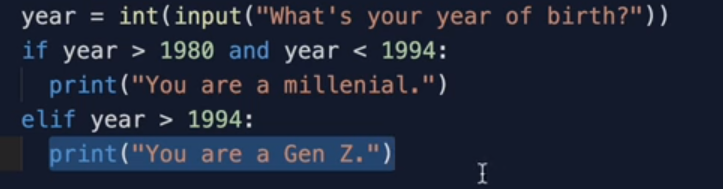 year = int(input("What's your year of birth?"))
if year > 1980 and year < 1994:
  print("You are a millenial.")
elif year > 1994:
  print("You are a Gen Z.")